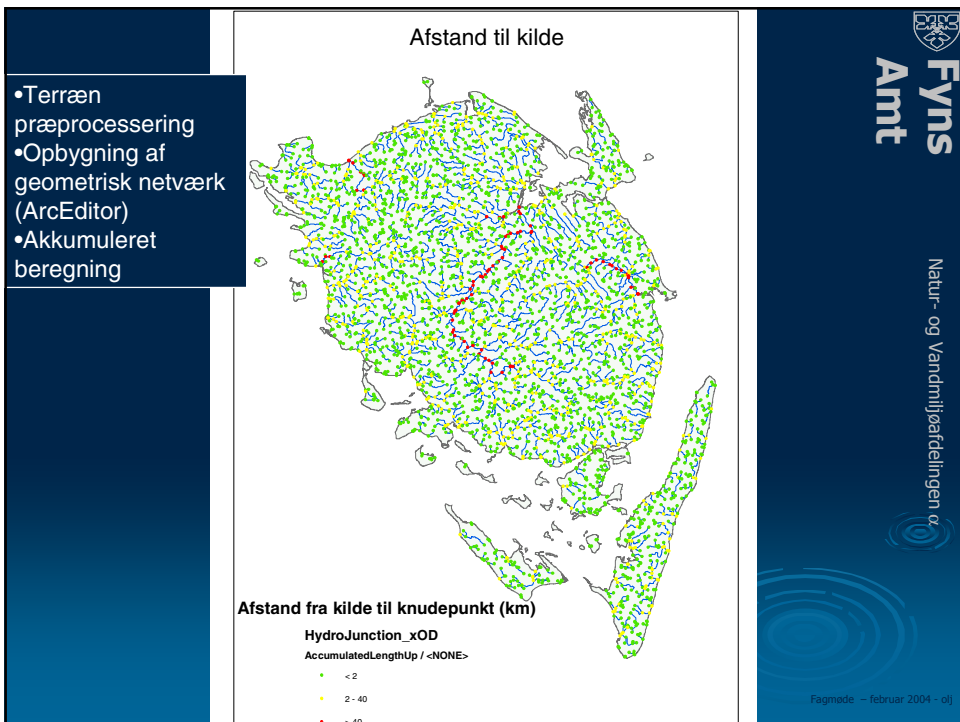 Afstand til kilde
•Terræn
præprocessering
•Opbygning af
geometrisk netværk
(ArcEditor)
•Akkumuleret
beregning
Afstand fra kilde til knudepunkt (km)
HydroJunction_xOD
AccumulatedLengthUp / <NONE>
< 2
2 - 40
> 40
Fyns
Amt
Natur- og Vandmiljøafdelingen α
Fagmøde – februar 2004 - olj